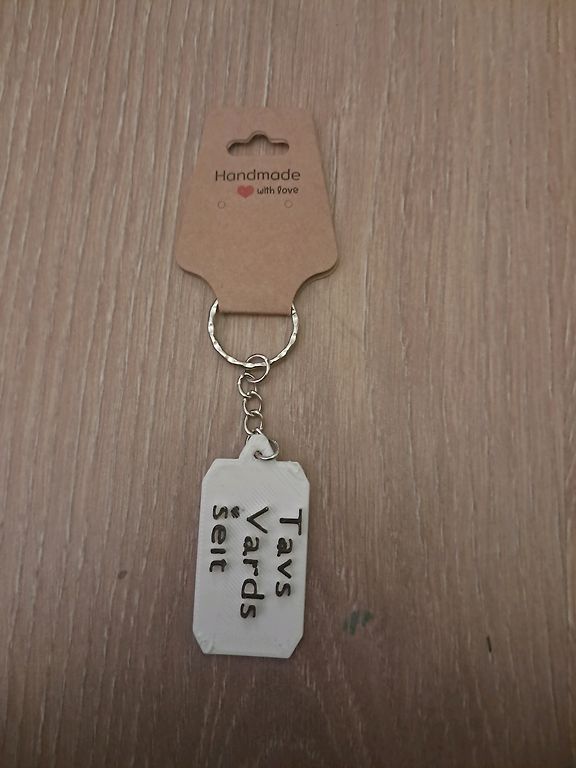 Handmade
with love
Tavs
Vards
šeit